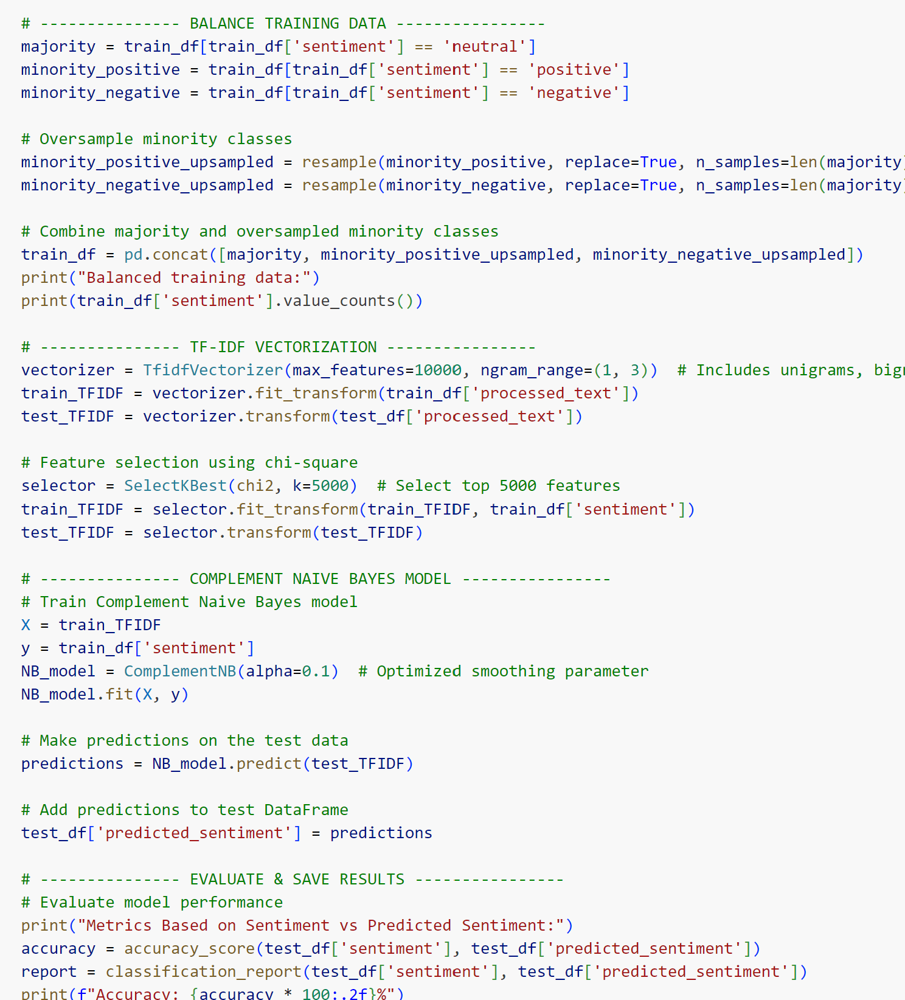 # --------------- BALANCE TRAINING DATA ----------------
majority = train_df[train_df['sentiment'] == 'neutral']
minority_positive = train_df[train_df['sentiment'] == 'positive']
minority_negative = train_df[train_df['sentiment'] == 'negative']
# Oversample minority classes
minority_positive_upsampled = resample(minority_positive, replace=True, n_samples=len(majority)
minority_negative_upsampled = resample(minority_negative, replace=True, n_samples=len(majority)
# Combine majority and oversampled minority classes
train_df = pd.concat([majority, minority_positive_upsampled, minority_negative_upsampled])
print("Balanced training data:")
print(train_df['sentiment'].value_counts())
# --------------- TF-IDF VECTORIZATION ----------------
vectorizer = TfidfVectorizer(max_features=10000, ngram_range=(1, 3))  # Includes unigrams,
train_TFIDF = vectorizer.fit_transform(train_df['processed_text'])
test_TFIDF = vectorizer.transform(test_df['processed_text'])
# Feature selection using chi-square
selector = SelectKBest(chi2, k=5000)  # Select top 5000 features
train_TFIDF = selector.fit_transform(train_TFIDF, train_df['sentiment'])
test_TFIDF = selector.transform(test_TFIDF)
# --------------- COMPLEMENT NAIVE BAYES MODEL ----------------
# Train Complement Naive Bayes model
X = train_TFIDF
y = train_df['sentiment']
NB_model = ComplementNB(alpha=0.1)  # Optimized smoothing parameter
NB_model.fit(X, y)
# Make predictions on the test data
predictions = NB_model.predict(test_TFIDF)
# Add predictions to test DataFrame
test_df['predicted_sentiment'] = predictions
# --------------- EVALUATE & SAVE RESULTS ----------------
# Evaluate model performance
print("Metrics Based on Sentiment vs Predicted Sentiment:")
accuracy = accuracy_score(test_df['sentiment'], test_df['predicted_sentiment'])
report = classification_report(test_df['sentiment'], test_df['predicted_sentiment'])
print(f"Accuracy: {accuracy * 100:.2f}%")